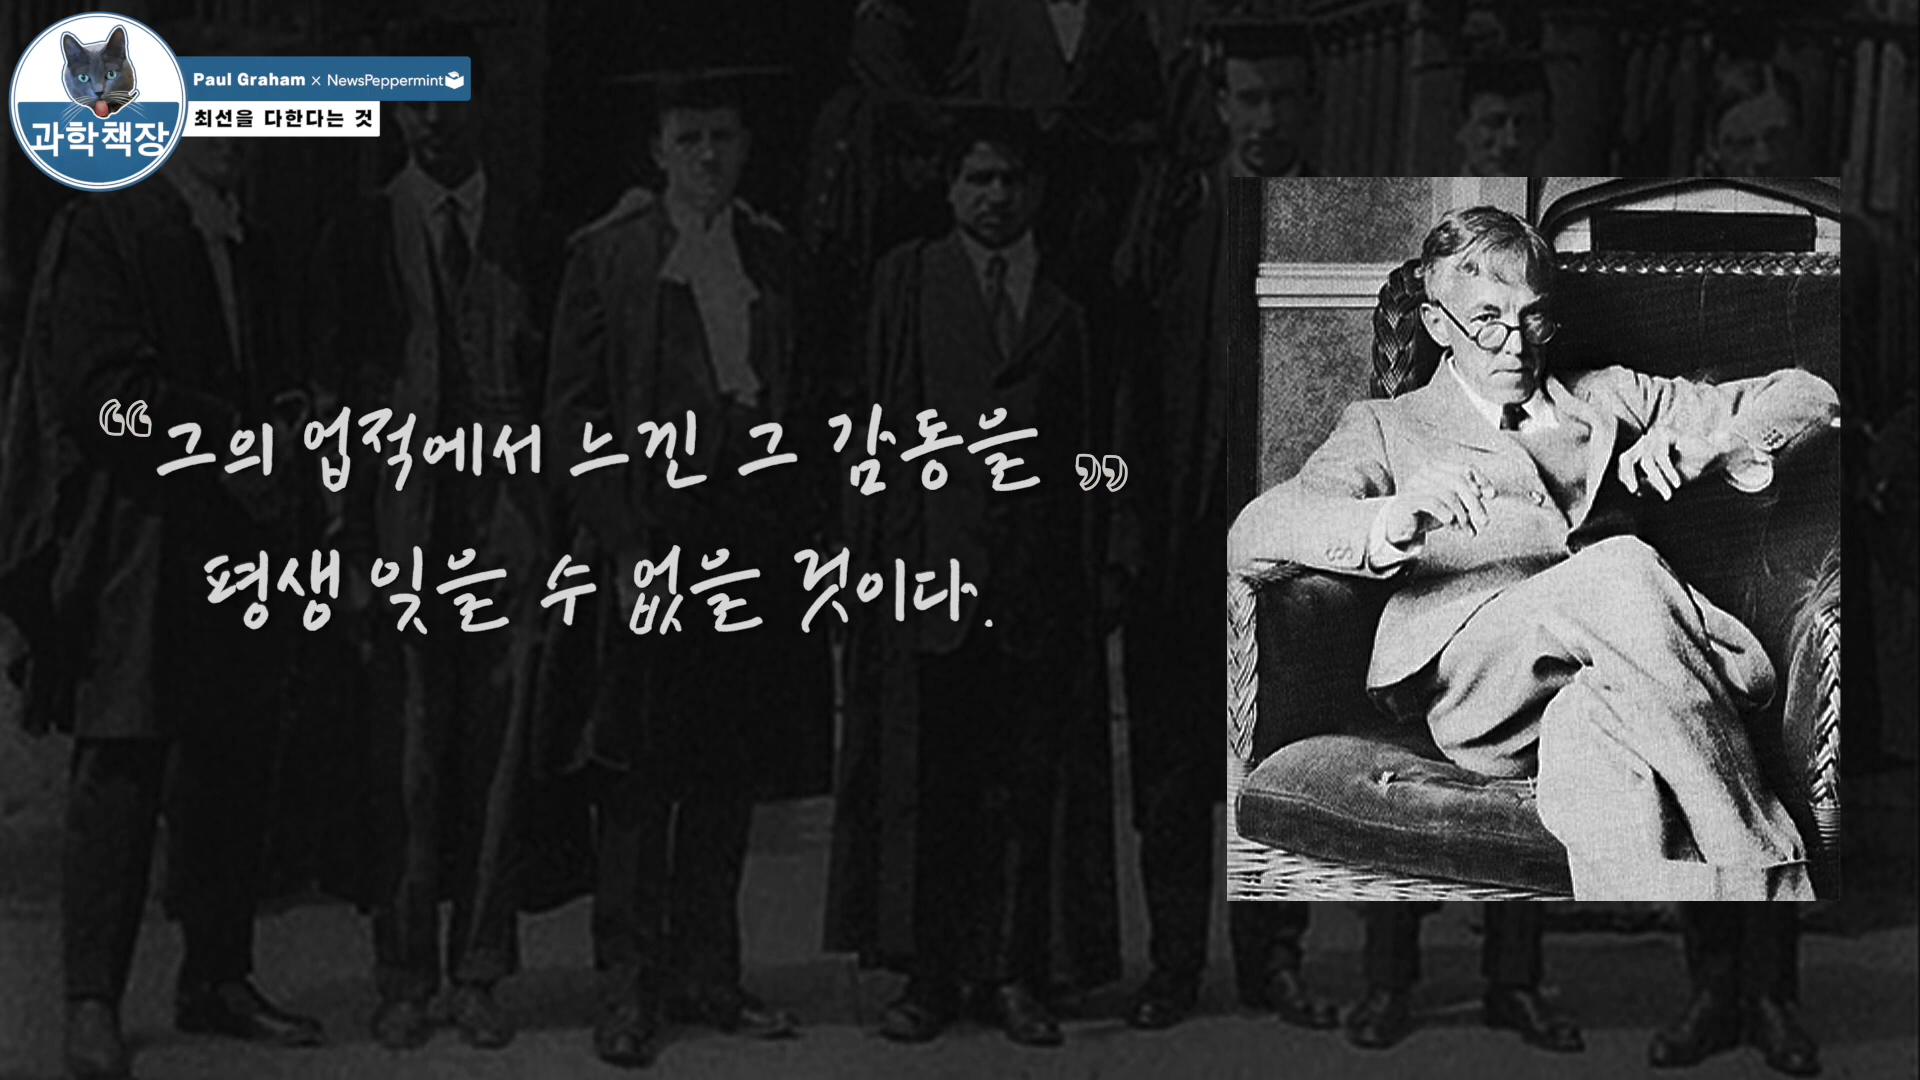 Paul Graham × NewsPeppermint
최선을 다한다는 것
과학책장
“그의 업적에서 느낀 그 감동을”
평생 잊을 수 없을 것이다.